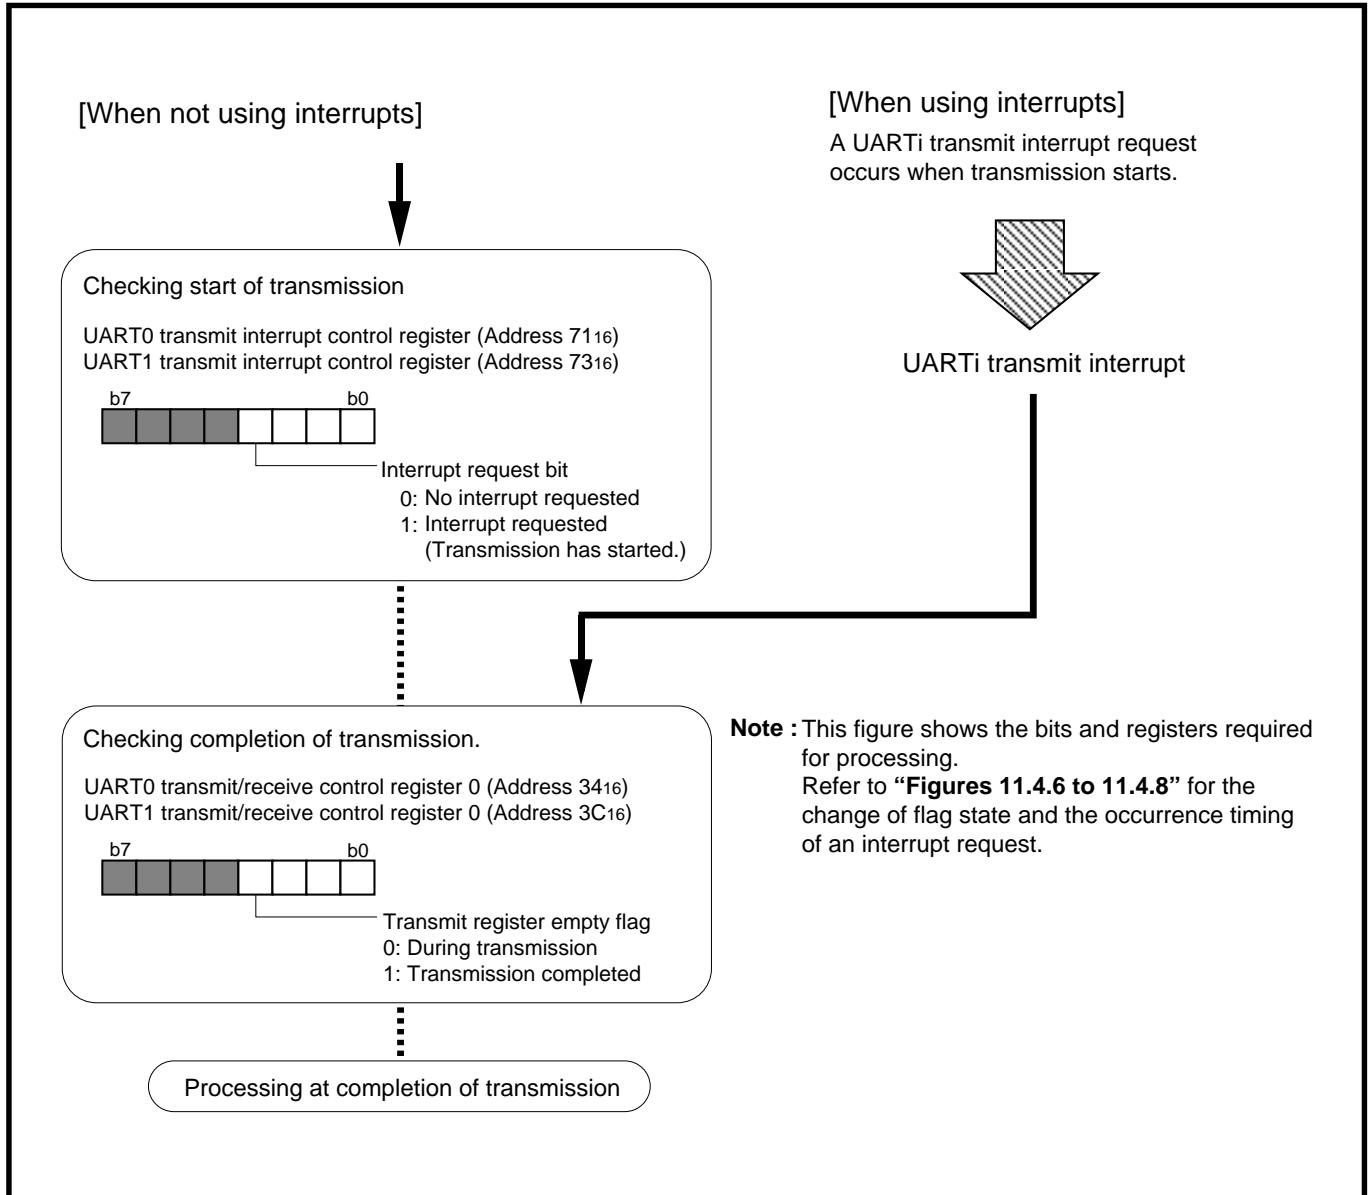 [When not using interrupts]
Checking start of transmission
UART0 transmit interrupt control register (Address 7116)
UART1 transmit interrupt control register (Address 7316)
b7 b0
Interrupt request bit
0: No interrupt requested
1: Interrupt requested
(Transmission has started.)
[When using interrupts]
A UARTi transmit interrupt request
occurs when transmission starts.
UARTi transmit interrupt
Checking completion of transmission.
UART0 transmit/receive control register 0 (Address 3416)
UART1 transmit/receive control register 0 (Address 3C16)
b7 b0
Transmit register empty flag
0: During transmission
1: Transmission completed
Note : This figure shows the bits and registers required
for processing.
Refer to “Figures 11.4.6 to 11.4.8” for the
change of flag state and the occurrence timing
of an interrupt request.
Processing at completion of transmission